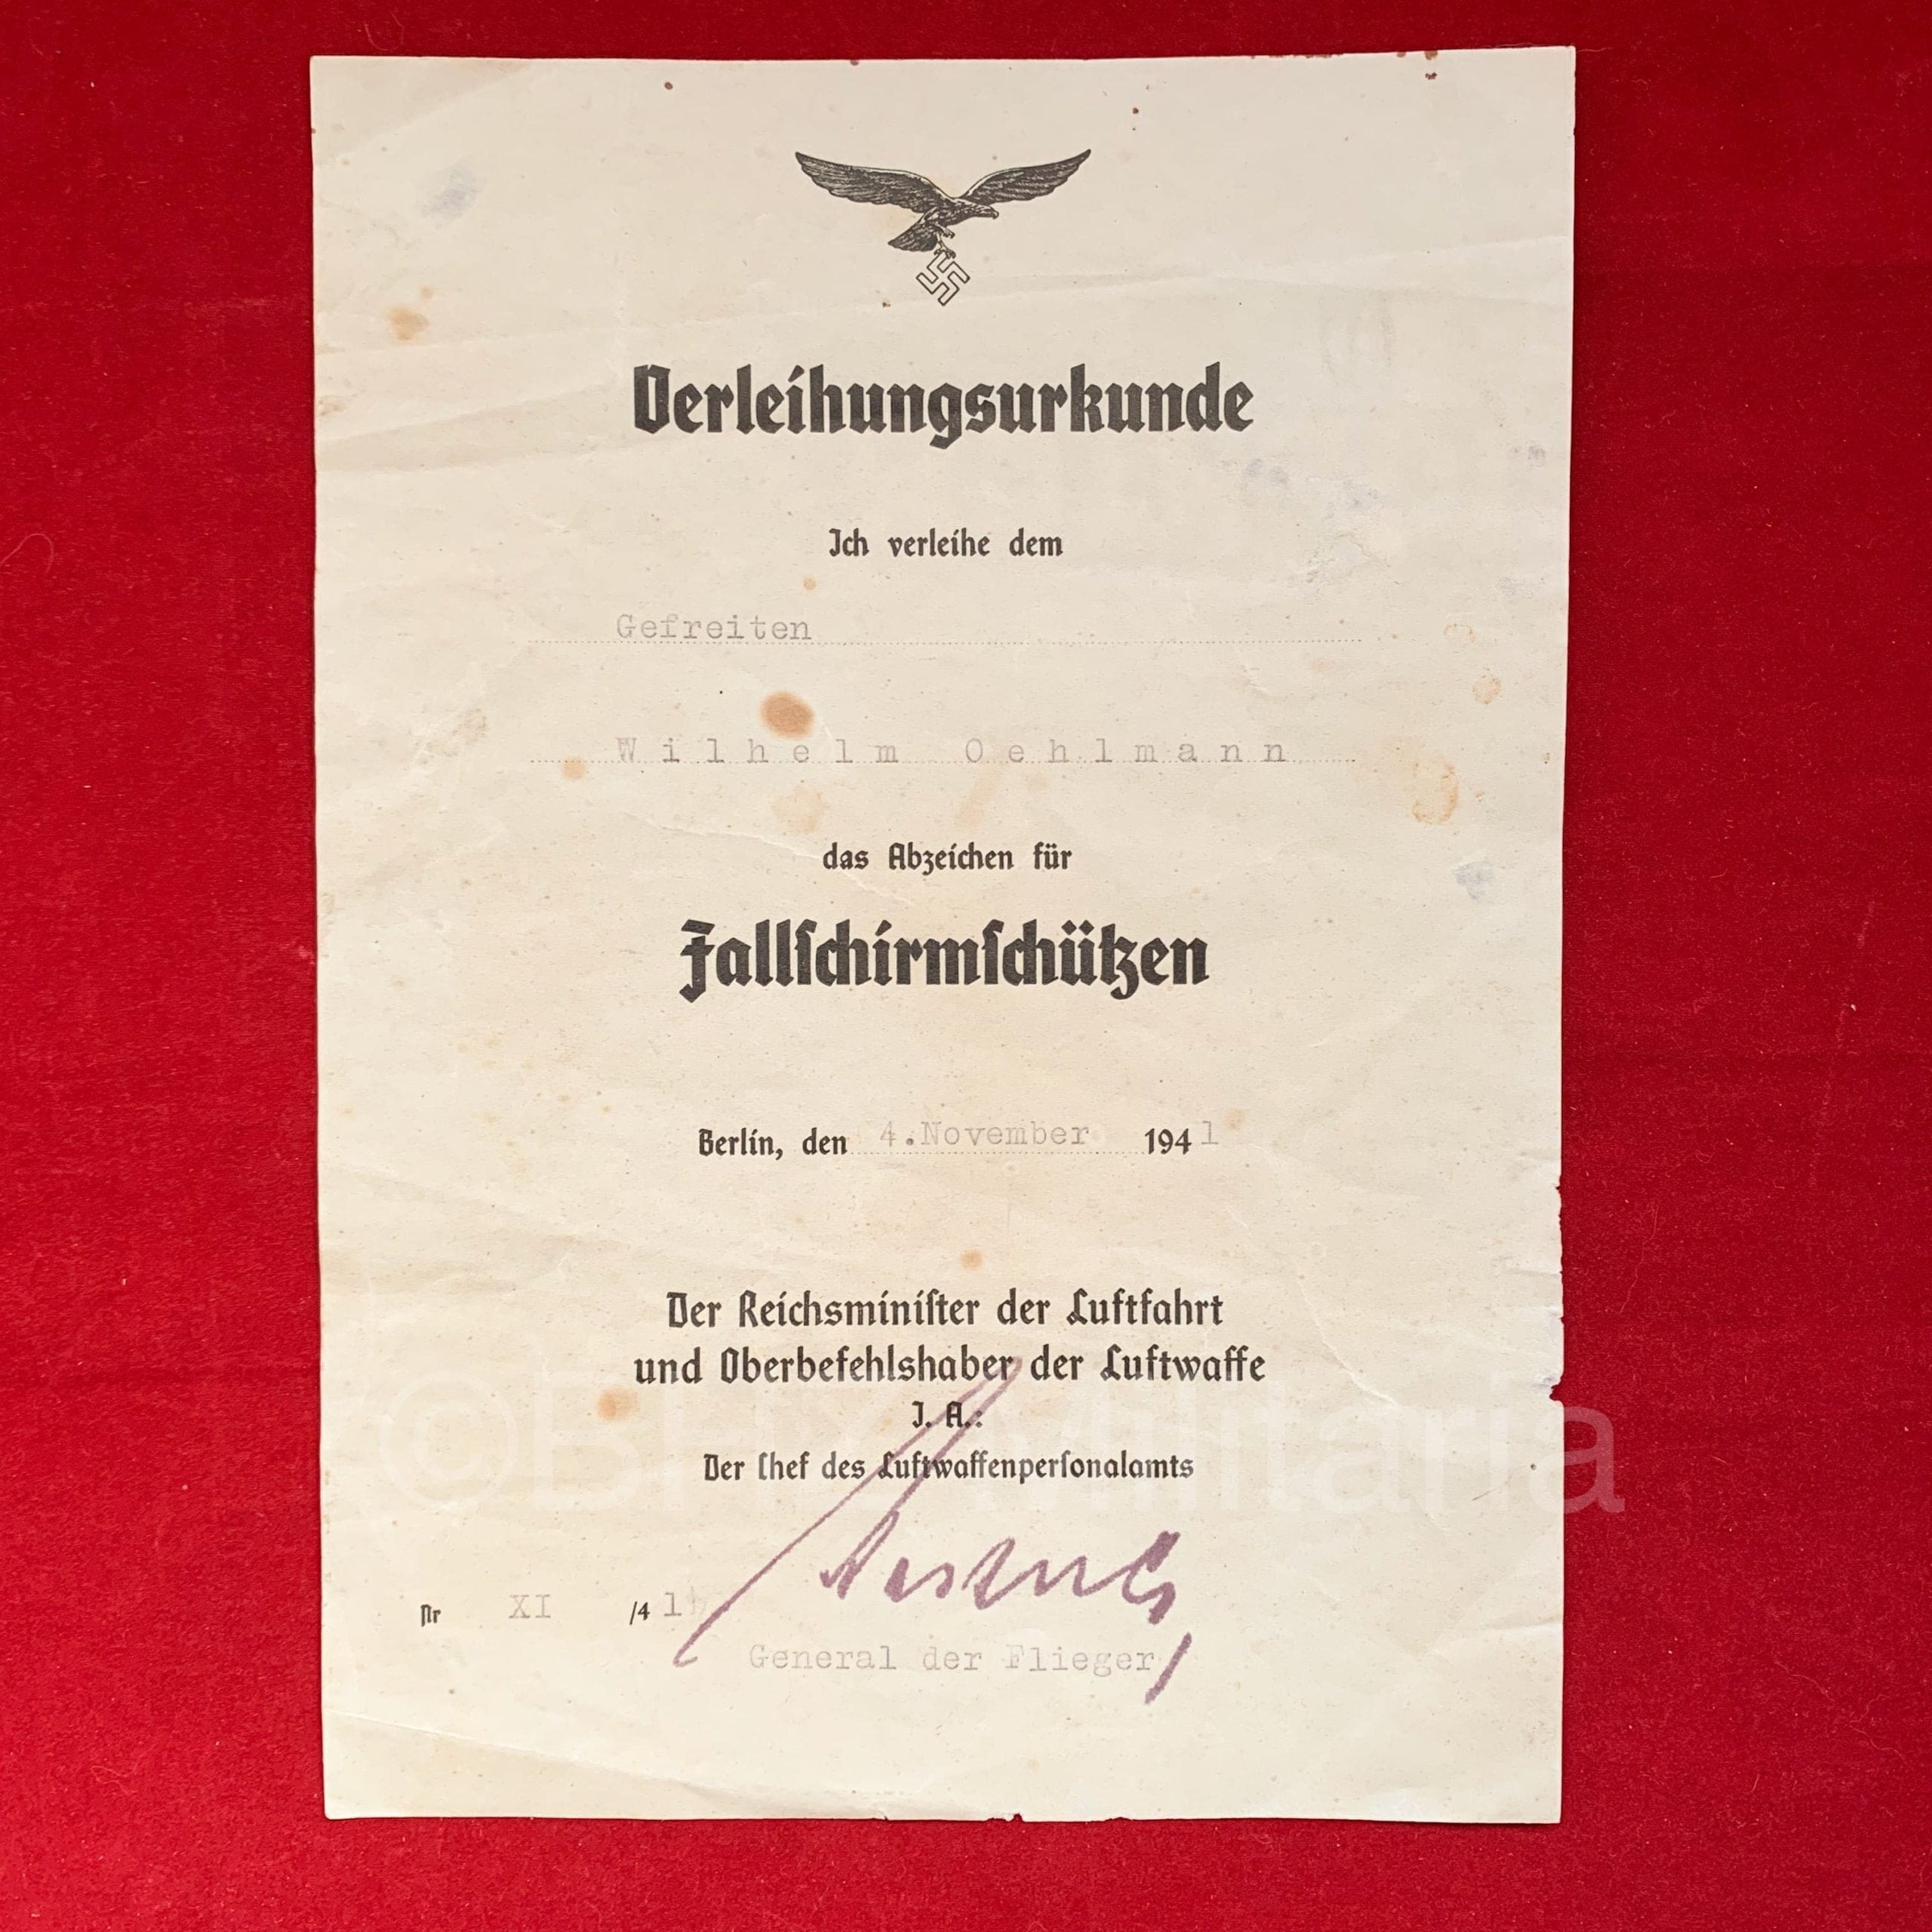 Verleihungsurkunde
Ich verleihe dem
Gefreiten
Wilhelm Oehlmann
das Abzeichen für
Fallſchirmſchützen
Berlin, den 4.November 1941
Der Reichsminiſter der Luftfahrt
und Oberbefehlshaber der Luftwaffe
J. A.:
Der Chef des Luftwaffenperſonalamts
Nr XI /41
General der Flieger
Militaria